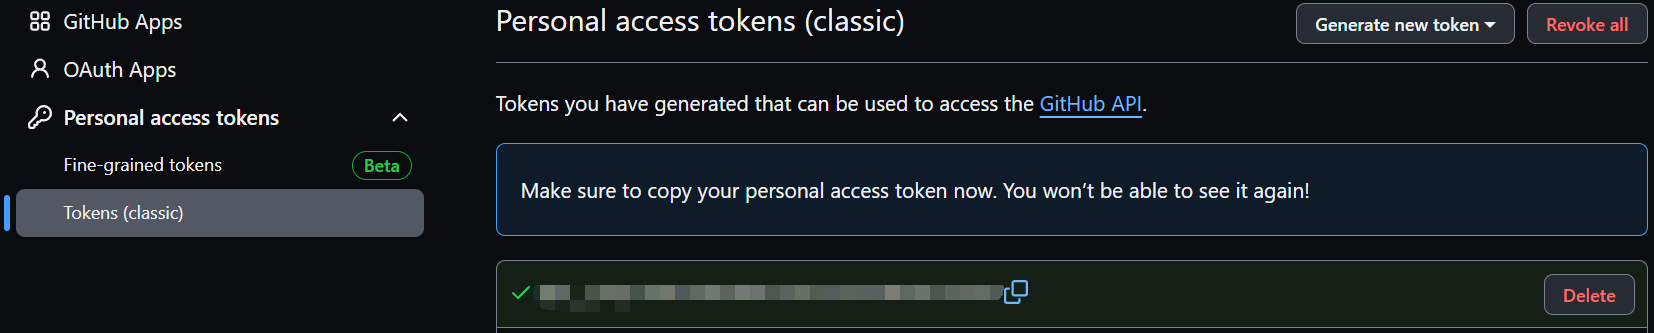 GitHub Apps
OAuth Apps
Personal access tokens
Fine-grained tokens Beta
Tokens (classic)
Personal access tokens (classic)
Generate new token
Revoke all
Tokens you have generated that can be used to access the GitHub API.
Make sure to copy your personal access token now. You won’t be able to see it again!
Delete